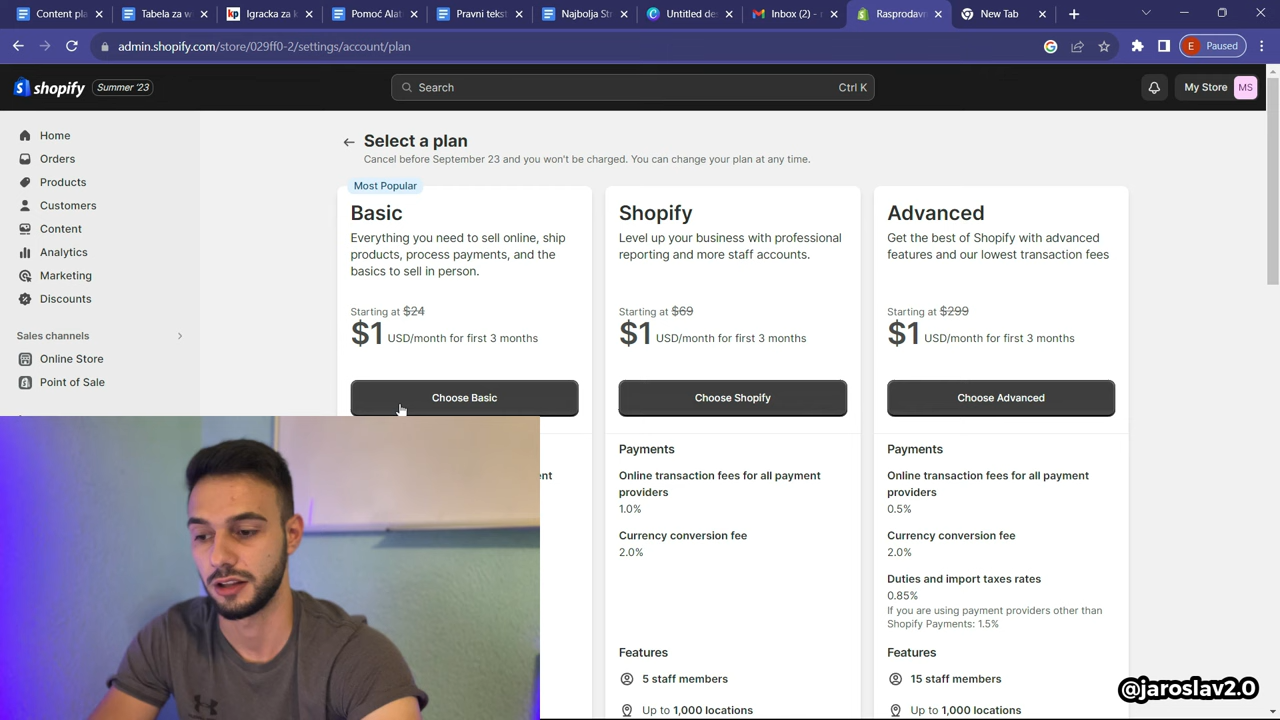 Content pla
Tabela za w
Igracka za k
Pomoć Alat
Pravni tekst
Najbolja Str
Untitled de
Inbox (2) -
Rasprodav
New Tab
admin.shopify.com/store/029ff0-2/settings/account/plan
E Paused
shopify Summer '23
Search Ctrl K
My Store MS
Home
Orders
Products
Customers
Content
Analytics
Marketing
Discounts
Sales channels
Online Store
Point of Sale
Select a plan
Cancel before September 23 and you won't be charged. You can change your plan at any time.
Most Popular
Basic
Everything you need to sell online, ship
products, process payments, and the
basics to sell in person.
Starting at $24
$1 USD/month for first 3 months
Choose Basic
Shopify
Level up your business with professional
reporting and more staff accounts.
Starting at $69
$1 USD/month for first 3 months
Choose Shopify
Payments
Online transaction fees for all payment
providers
1.0%
Currency conversion fee
2.0%
Features
5 staff members
Up to 1,000 locations
Advanced
Get the best of Shopify with advanced
features and our lowest transaction fees
Starting at $299
$1 USD/month for first 3 months
Choose Advanced
Payments
Online transaction fees for all payment
providers
0.5%
Currency conversion fee
2.0%
Duties and import taxes rates
0.85%
If you are using payment providers other than
Shopify Payments: 1.5%
Features
15 staff members
Up to 1,000 locations
@jaroslav2.0